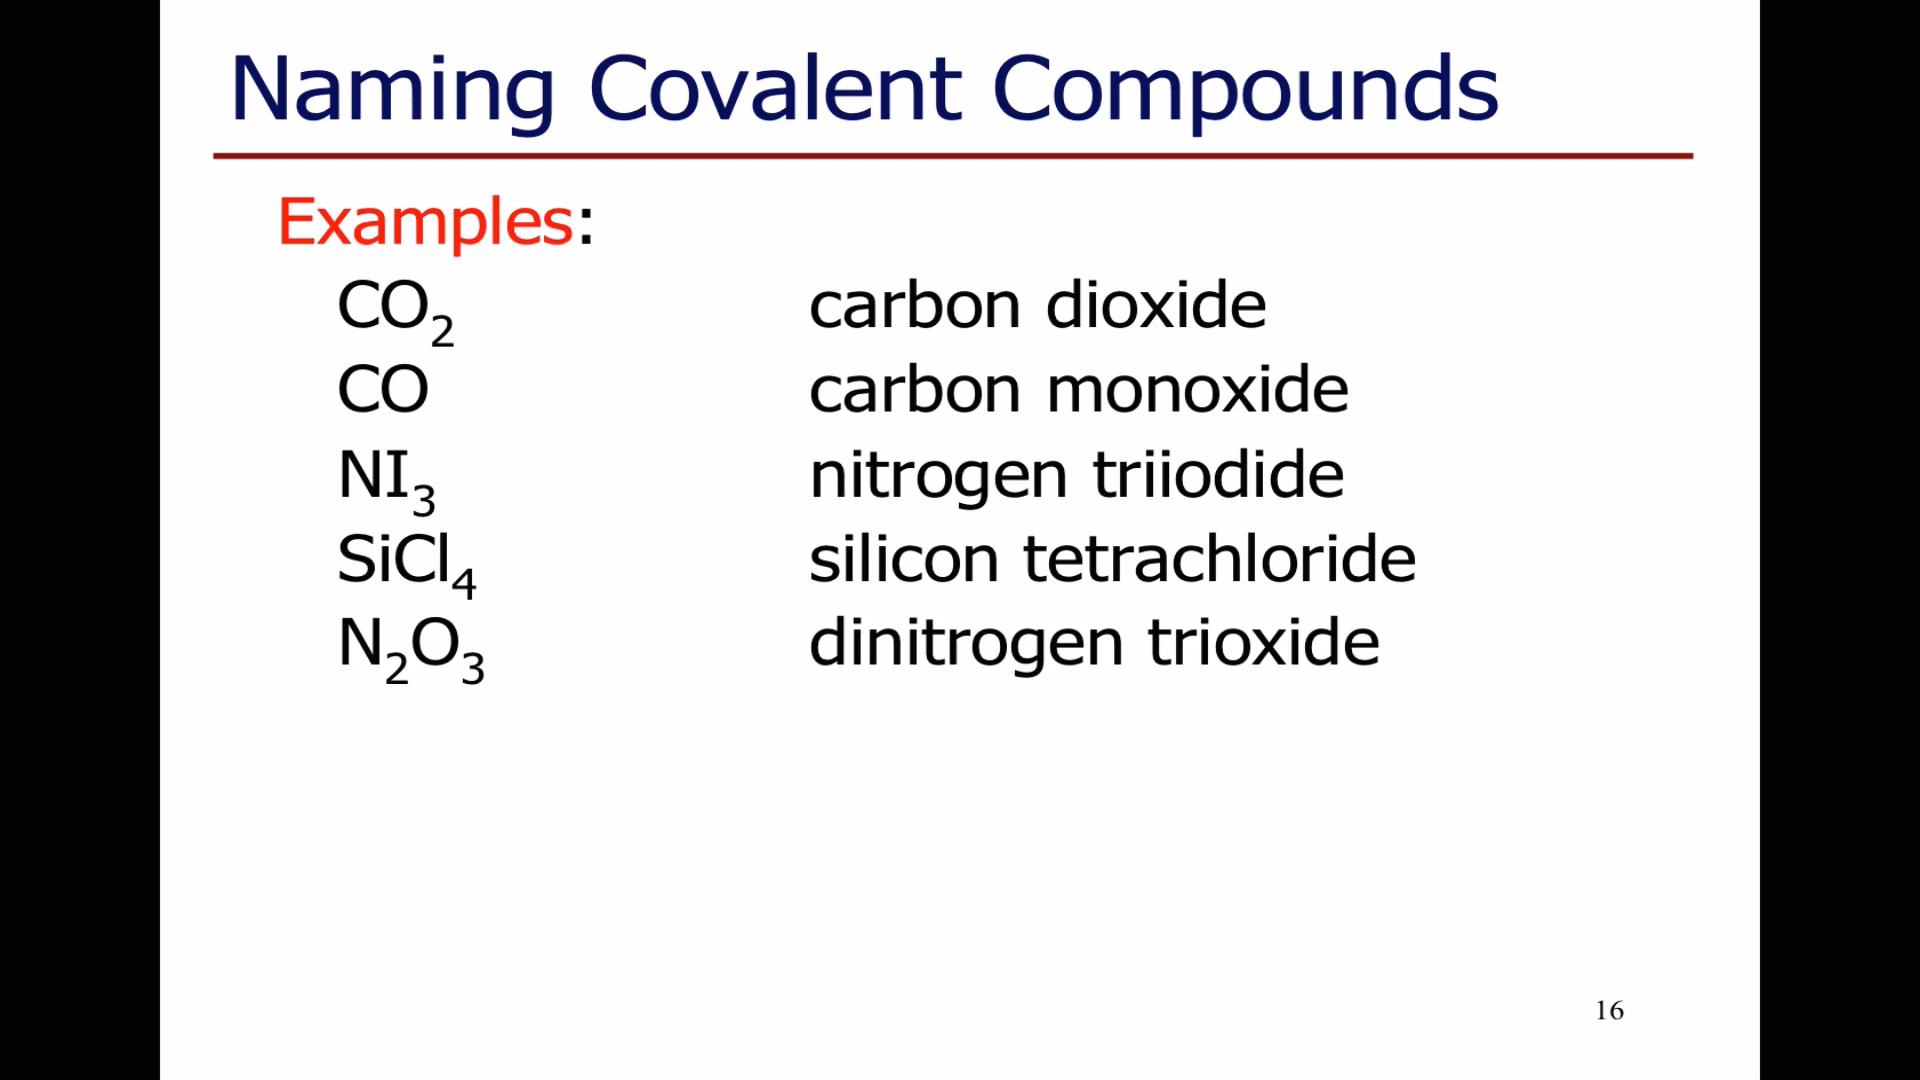 Naming Covalent Compounds
Examples:
CO₂ carbon dioxide
CO carbon monoxide
NI₃ nitrogen triiodide
SiCl₄ silicon tetrachloride
N₂O₃ dinitrogen trioxide
16